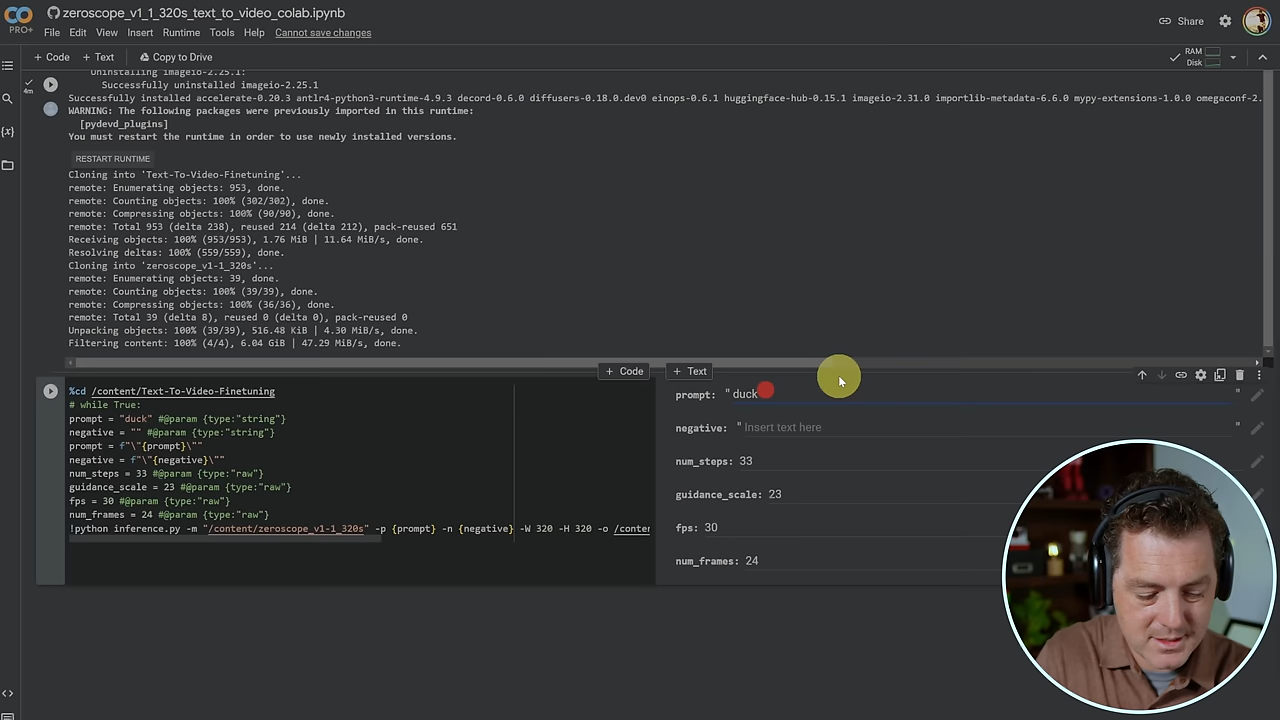 zeroscope_v1_1_320s_text_to_video_colab.ipynb
PRO+
File Edit View Insert Runtime Tools Help Cannot save changes
Share
+ Code + Text Copy to Drive
RAM
Disk
4m
Uninstalling imageio-2.25.1:
Successfully uninstalled imageio-2.25.1
Successfully installed accelerate-0.20.3 antlr4-python3-runtime-4.9.3 decord-0.6.0 diffusers-0.18.0.dev0 einops-0.6.1 huggingface-hub-0.15.1 imageio-2.31.0 importlib-metadata-6.6.0 mypy-extensions-1.0.0 omegaconf-2.
WARNING: The following packages were previously imported in this runtime:
[pydevd_plugins]
You must restart the runtime in order to use newly installed versions.
RESTART RUNTIME
Cloning into 'Text-To-Video-Finetuning'...
remote: Enumerating objects: 953, done.
remote: Counting objects: 100% (302/302), done.
remote: Compressing objects: 100% (90/90), done.
remote: Total 953 (delta 238), reused 214 (delta 212), pack-reused 651
Receiving objects: 100% (953/953), 1.76 MiB | 11.64 MiB/s, done.
Resolving deltas: 100% (559/559), done.
Cloning into 'zeroscope_v1-1_320s'...
remote: Enumerating objects: 39, done.
remote: Counting objects: 100% (39/39), done.
remote: Compressing objects: 100% (36/36), done.
remote: Total 39 (delta 8), reused 0 (delta 0), pack-reused 0
Unpacking objects: 100% (39/39), 516.48 KiB | 4.30 MiB/s, done.
Filtering content: 100% (4/4), 6.04 GiB | 47.29 MiB/s, done.
+ Code + Text
%cd /content/Text-To-Video-Finetuning
# while True:
prompt = "duck" #@param {type:"string"}
negative = "" #@param {type:"string"}
prompt = f"\"{prompt}\""
negative = f"\"{negative}\""
num_steps = 33 #@param {type:"raw"}
guidance_scale = 23 #@param {type:"raw"}
fps = 30 #@param {type:"raw"}
num_frames = 24 #@param {type:"raw"}
!python inference.py -m "/content/zeroscope_v1-1_320s" -p {prompt} -n {negative} -W 320 -H 320 -o /conter
prompt: " duck "
negative: " Insert text here "
num_steps: 33
guidance_scale: 23
fps: 30
num_frames: 24